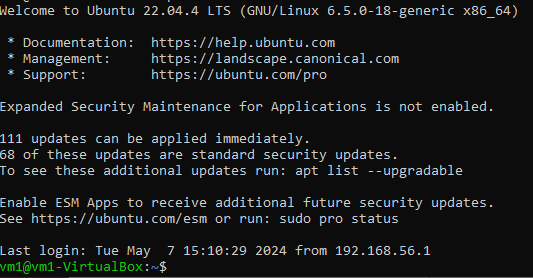 Welcome to Ubuntu 22.04.4 LTS (GNU/Linux 6.5.0-18-generic x86_64)
* Documentation:  https://help.ubuntu.com
* Management:     https://landscape.canonical.com
* Support:        https://ubuntu.com/pro
Expanded Security Maintenance for Applications is not enabled.
111 updates can be applied immediately.
68 of these updates are standard security updates.
To see these additional updates run: apt list --upgradable
Enable ESM Apps to receive additional future security updates.
See https://ubuntu.com/esm or run: sudo pro status
Last login: Tue May  7 15:10:29 2024 from 192.168.56.1
vm1@vm1-VirtualBox:~$